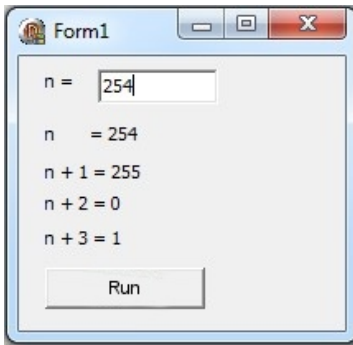 Form1
n = 254
n = 254
n + 1 = 255
n + 2 = 0
n + 3 = 1
Run